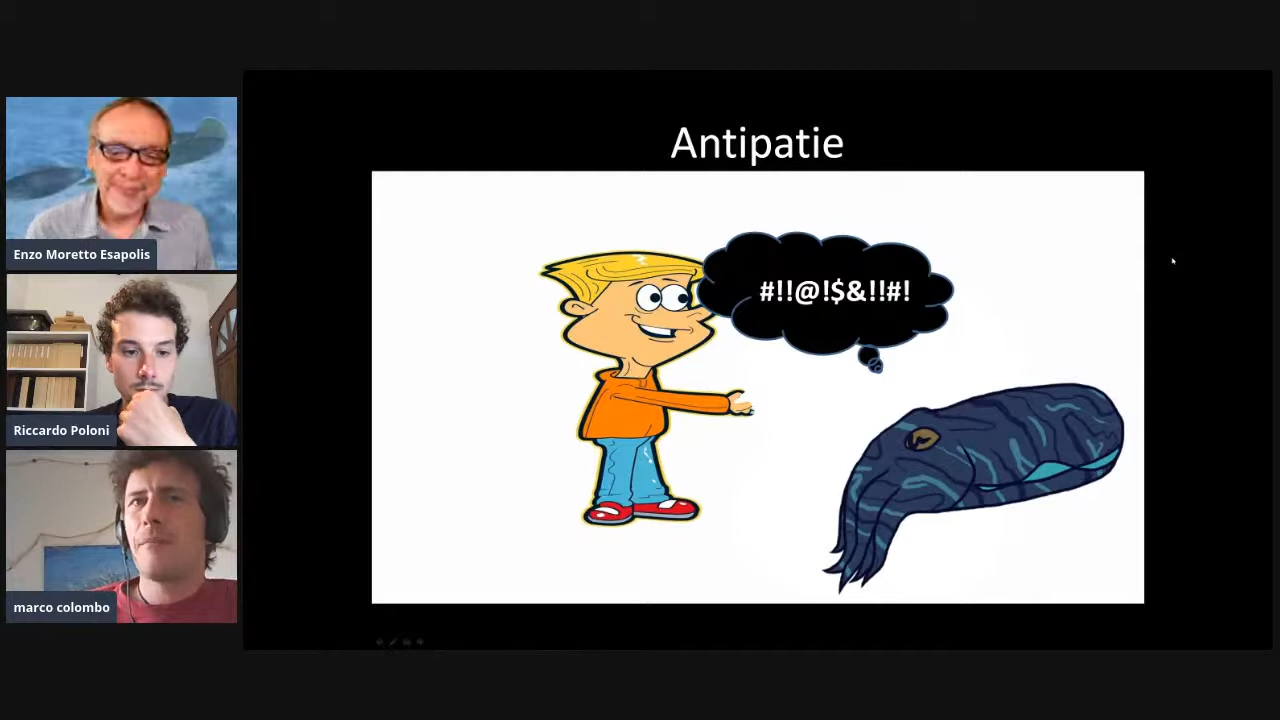 Enzo Moretto Esapolis
Riccardo Poloni
marco colombo
Antipatie
#!!@!$&!!#!